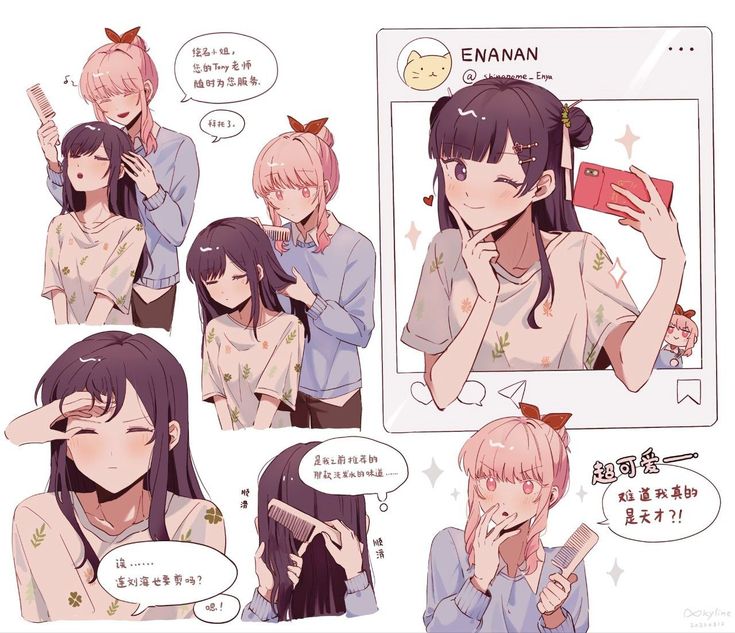 绘名小姐,
您的Tony老师
随时为您服务.
拜托了.
ENANAN
@_shinonome_Ena
诶......
连刘海也要剪吗?
嗯!
是我之前推荐的
那款洗发水的味道......
顺滑
顺滑
超可爱一
难道我真的
是天才?!